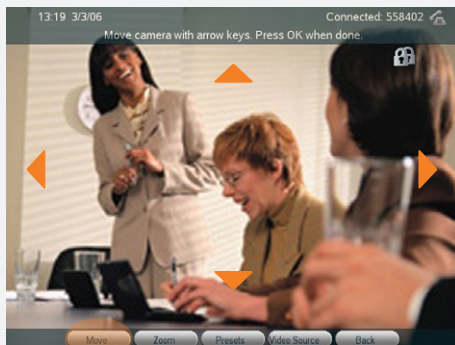 13:19 3/3/06 Connected: 558402
Move camera with arrow keys. Press OK when done.
Move Zoom Presets Video Source Back